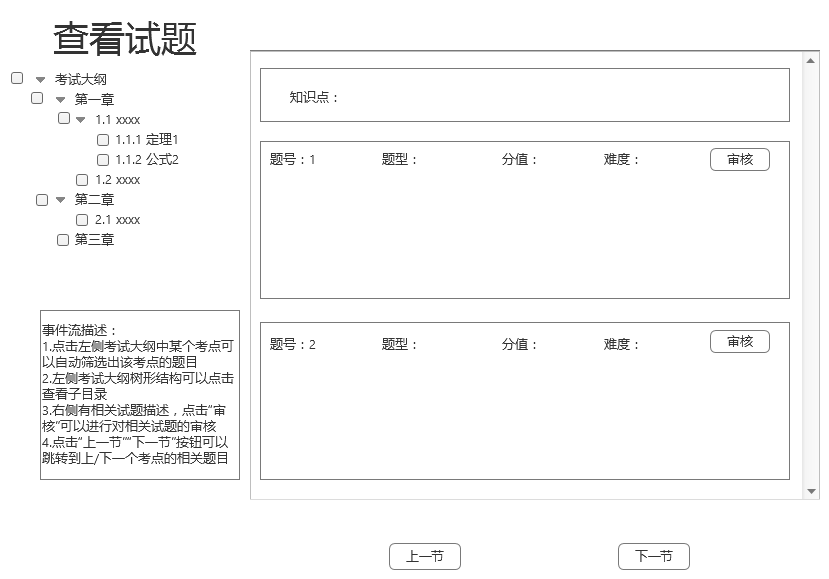 查看试题
考试大纲
第一章
1.1 xxxx
1.1.1 定理1
1.1.2 公式2
1.2 xxxx
第二章
2.1 xxxx
第三章
事件流描述：
1.点击左侧考试大纲中某个考点可
以自动筛选出该考点的题目
2.左侧考试大纲树形结构可以点击
查看子目录
3.右侧有相关试题描述，点击“审
核”可以进行对相关试题的审核
4.点击“上一节”“下一节”按钮可以
跳转到上/下一个考点的相关题目
知识点：
题号：1 题型： 分值： 难度： 审核
题号：2 题型： 分值： 难度： 审核
上一节 下一节